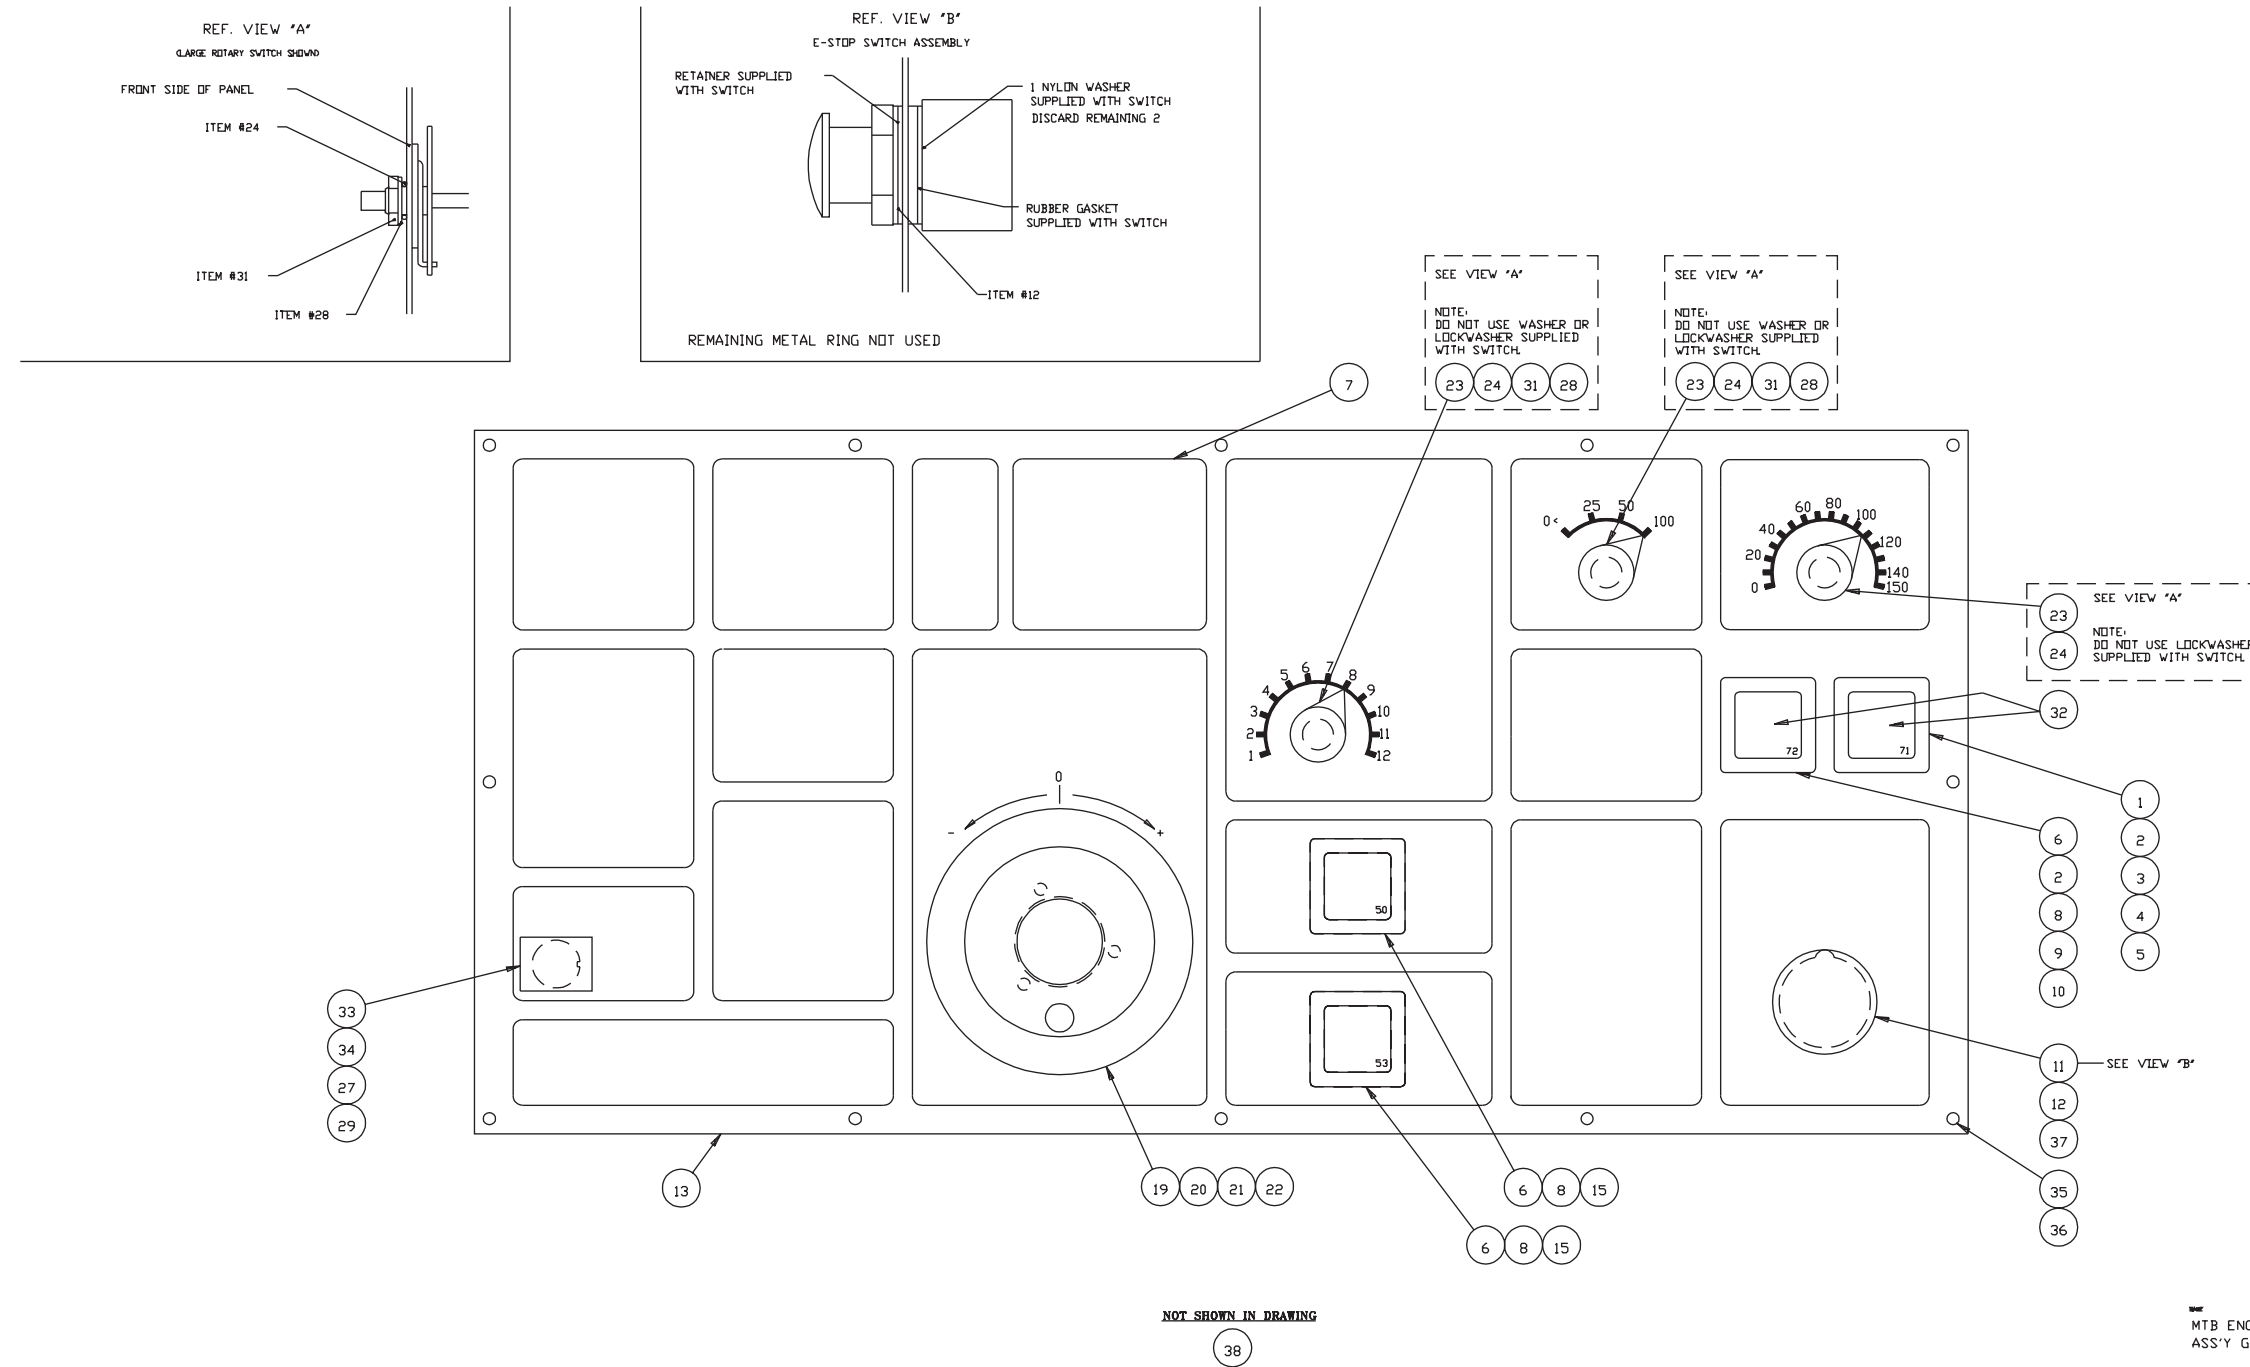 REF. VIEW "A"
(LARGE ROTARY SWITCH SHOWN)
FRONT SIDE OF PANEL
ITEM #24
ITEM #31
ITEM #28
REF. VIEW "B"
E-STOP SWITCH ASSEMBLY
RETAINER SUPPLIED
WITH SWITCH
1 NYLON WASHER
SUPPLIED WITH SWITCH
DISCARD REMAINING 2
RUBBER GASKET
SUPPLIED WITH SWITCH
ITEM #12
REMAINING METAL RING NOT USED
SEE VIEW "A"
NOTE:
DO NOT USE WASHER OR
LOCKWASHER SUPPLIED
WITH SWITCH.
23 24 31 28
SEE VIEW "A"
NOTE:
DO NOT USE WASHER OR
LOCKWASHER SUPPLIED
WITH SWITCH.
23 24 31 28
7
0< 25 50 100
0 20 40 60 80 100 120 140 150
23
24
SEE VIEW "A"
NOTE:
DO NOT USE LOCKWASHER
SUPPLIED WITH SWITCH.
1 2 3 4 5 6 7 8 9 10 11 12
72
71
32
1
2
3
4
5
6
2
8
9
10
0
- +
50
53
33
34
27
29
11
SEE VIEW "B"
12
37
35
36
13
19 20 21 22
6 8 15
6 8 15
NOT SHOWN IN DRAWING
38
MTB
ASS'Y